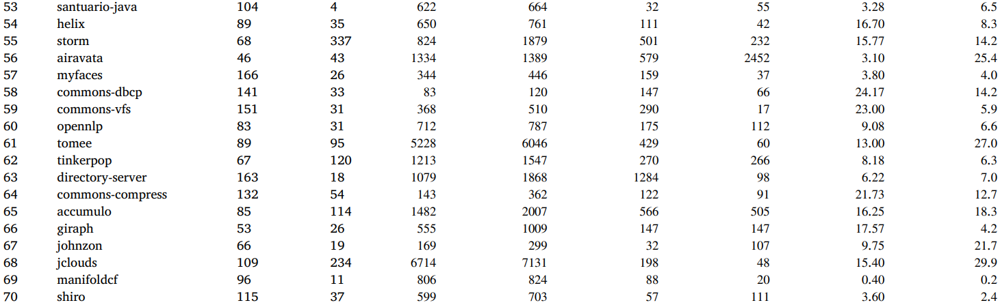 53 santuario-java 104 4 622 664 32 55 3.28 6.5
54 helix 89 35 650 761 111 42 16.70 8.3
55 storm 68 337 824 1879 501 232 15.77 14.2
56 airavata 46 43 1334 1389 579 2452 3.10 25.4
57 myfaces 166 26 344 446 159 37 3.80 4.0
58 commons-dbcp 141 33 83 120 147 66 24.17 14.2
59 commons-vfs 151 31 368 510 290 17 23.00 5.9
60 opennlp 83 31 712 787 175 112 9.08 6.6
61 tomee 89 95 5228 6046 429 60 13.00 27.0
62 tinkerpop 67 120 1213 1547 270 266 8.18 6.3
63 directory-server 163 18 1079 1868 1284 98 6.22 7.0
64 commons-compress 132 54 143 362 122 91 21.73 12.7
65 accumulo 85 114 1482 2007 566 505 16.25 18.3
66 giraph 53 26 555 1009 147 147 17.57 4.2
67 johnzon 66 19 169 299 32 107 9.75 21.7
68 jclouds 109 234 6714 7131 198 48 15.40 29.9
69 manifoldcf 96 11 806 824 88 20 0.40 0.2
70 shiro 115 37 599 703 57 111 3.60 2.4